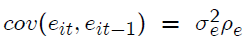 cov(e_{it}, e_{it-1}) = σ_e^2 ρ_e